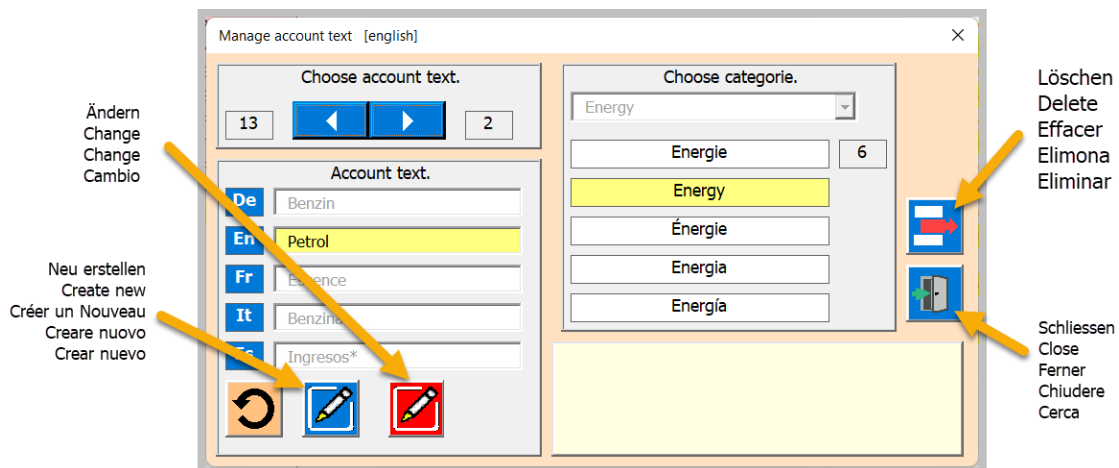 Manage account text [english]
Choose account text.
13
2
Account text.
De
Benzin
En
Petrol
Fr
It
Benzina
Ingresos*
Choose categorie.
Energy
Energie
6
Energy
Énergie
Energia
Energía
Ändern
Change
Change
Cambio
Neu erstellen
Create new
Créer un Nouveau
Creare nuovo
Crear nuevo
Löschen
Delete
Effacer
Elimona
Eliminar
Schliessen
Close
Ferner
Chiudere
Cerca